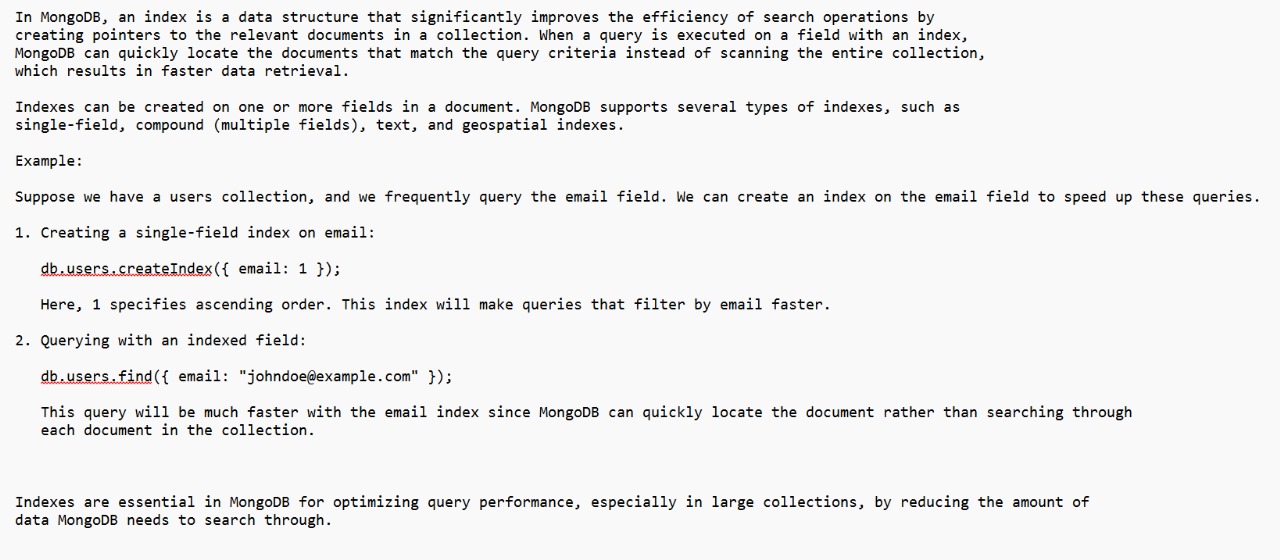 In MongoDB, an index is a data structure that significantly improves the efficiency of search operations by
creating pointers to the relevant documents in a collection. When a query is executed on a field with an index,
MongoDB can quickly locate the documents that match the query criteria instead of scanning the entire collection,
which results in faster data retrieval.
Indexes can be created on one or more fields in a document. MongoDB supports several types of indexes, such as
single-field, compound (multiple fields), text, and geospatial indexes.
Example:
Suppose we have a users collection, and we frequently query the email field. We can create an index on the email field to speed up these queries.
1. Creating a single-field index on email:
db.users.createIndex({ email: 1 });
Here, 1 specifies ascending order. This index will make queries that filter by email faster.
2. Querying with an indexed field:
db.users.find({ email: "johndoe@example.com" });
This query will be much faster with the email index since MongoDB can quickly locate the document rather than searching through
each document in the collection.
Indexes are essential in MongoDB for optimizing query performance, especially in large collections, by reducing the amount of
data MongoDB needs to search through.